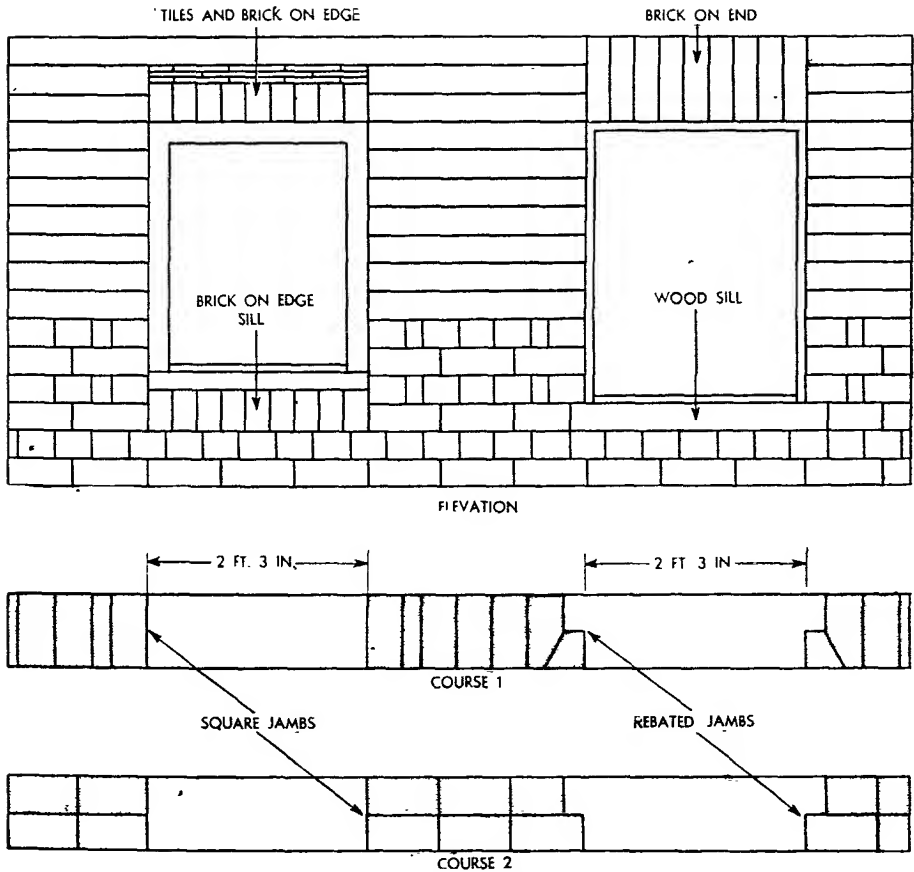 TILES AND BRICK ON EDGE
BRICK ON END
BRICK ON EDGE
SILL
WOOD SILL
ELEVATION
2 FT. 3 IN.
2 FT 3 IN
COURSE 1
SQUARE JAMBS
REBATED JAMBS
COURSE 2